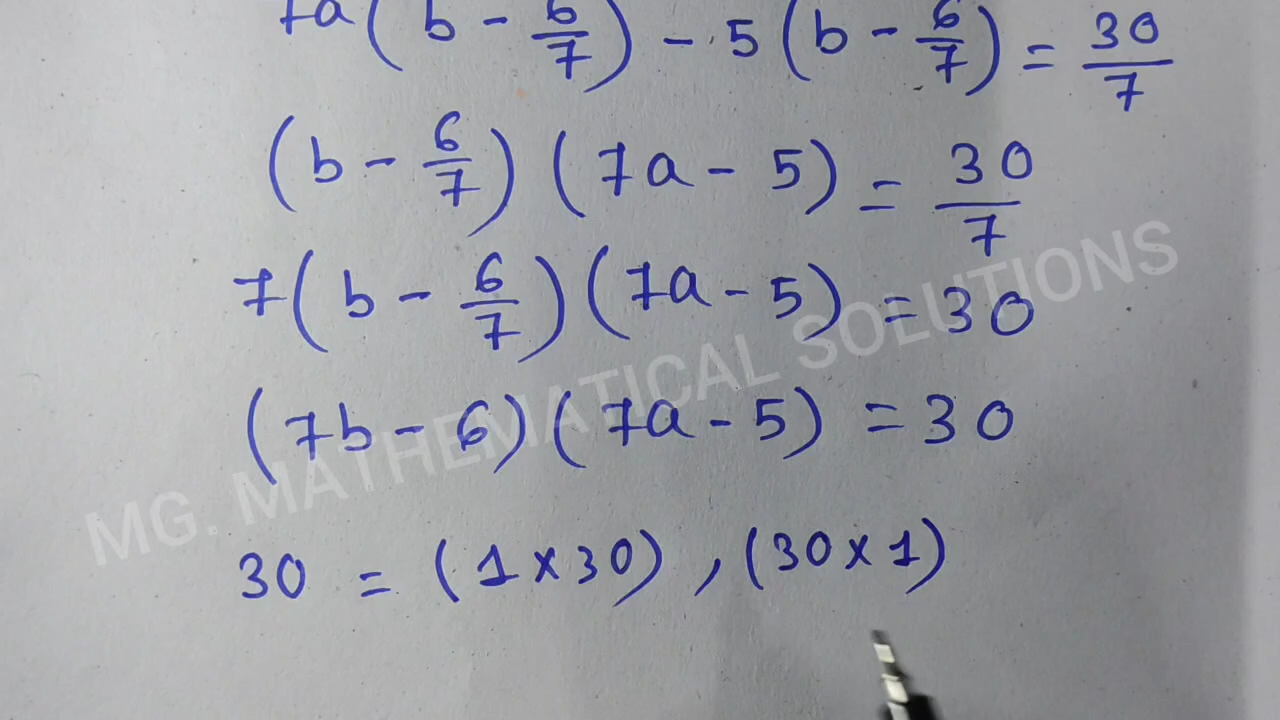 7a(b - 6/7) - 5(b - 6/7) = 30/7
(b - 6/7)(7a - 5) = 30/7
7(b - 6/7)(7a - 5) = 30
(7b - 6)(7a - 5) = 30
30 = (1 × 30), (30 × 1)
MG. MATHEMATICAL SOLUTIONS